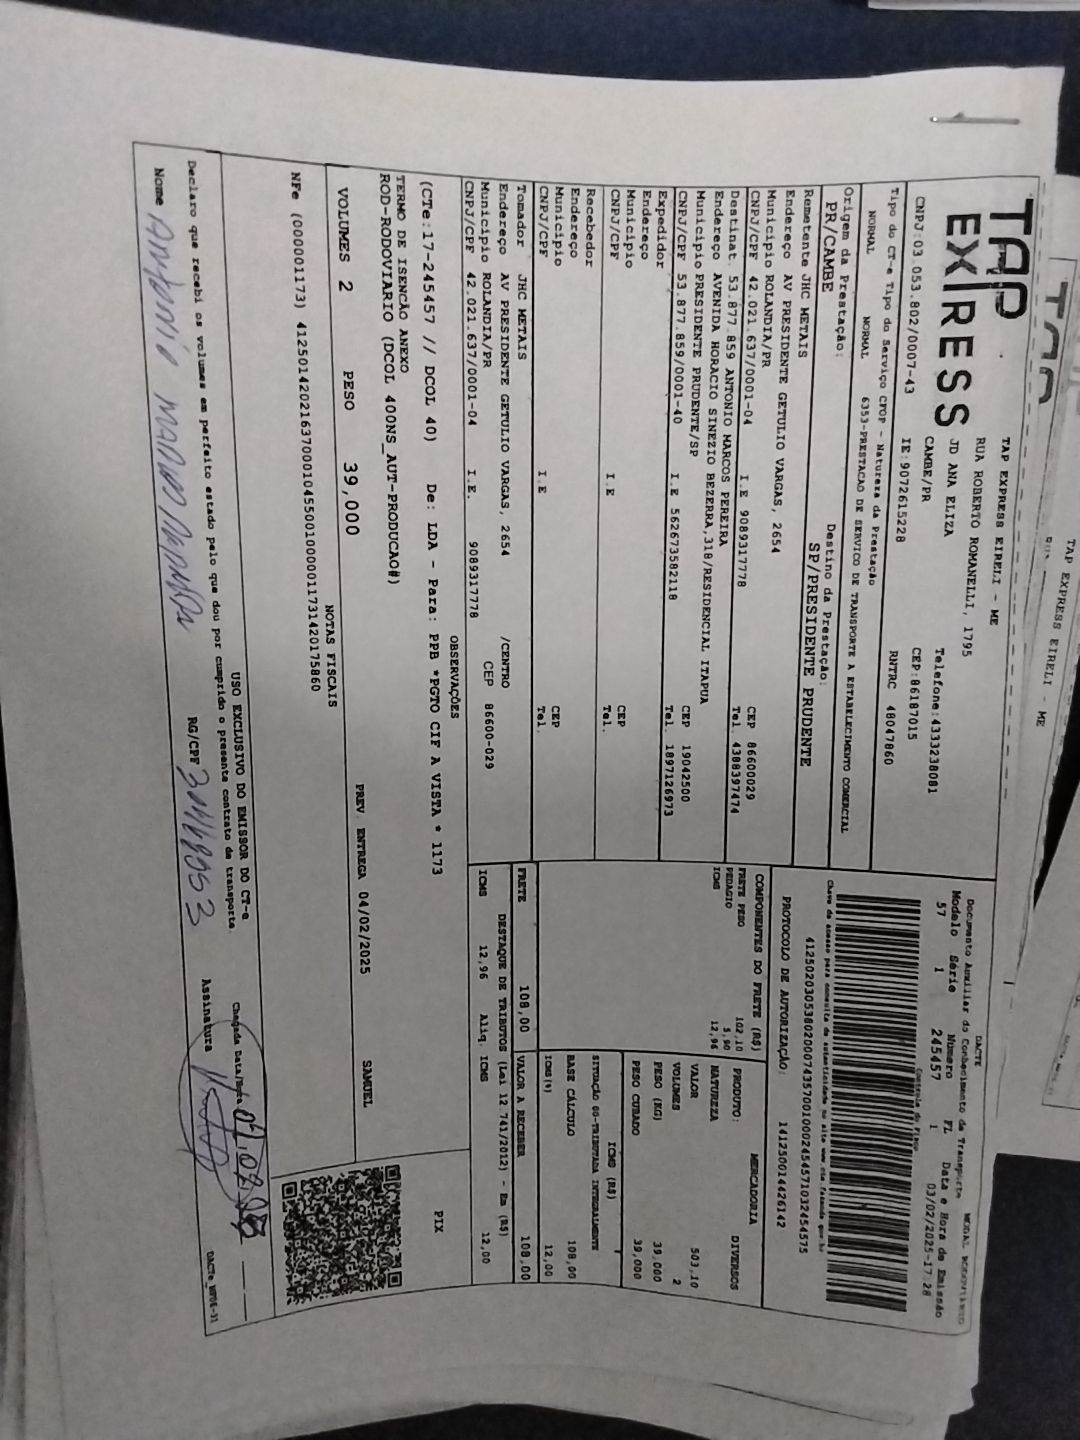 TAP
EXPRESS
TAP EXPRESS EIRELI - ME
RUA ROBERTO ROMANELLI, 1795
JD ANA ELIZA
CAMBE/PR
Telefone:4333238081
CEP:86187015
CNPJ:03.053.802/0007-43
IE:9072615228
RNTRC 48047860
DACTE
Documento Auxiliar do Conhecimento de Transporte
MODAL RODOVIÁRIO
Modelo Série Número FL Data e Hora de Emissão
57 1 245457 1 03/02/2025-17:28
Controle do Fisco
Tipo do CT-e Tipo do Serviço CFOP - Natureza da Prestação
NORMAL NORMAL 6353-PRESTACAO DE SERVICO DE TRANSPORTE A ESTABELECIMENTO COMERCIAL
Origem da Prestação: Destino da Prestação:
PR/CAMBE SP/PRESIDENTE PRUDENTE
PROTOCOLO DE AUTORIZAÇÃO: 141250014426142
Remetente JHC METAIS
Endereço AV PRESIDENTE GETULIO VARGAS, 2654
Município ROLANDIA/PR CEP 86600029
CNPJ/CPF 42.021.637/0001-04 I.E 9089317778 Tel. 4388397474
Destinat. 53.877.859 ANTONIO MARCOS PEREIRA
Endereço AVENIDA HORACIO SINEZIO BEZERRA,318/RESIDENCIAL ITAPUA
Município PRESIDENTE PRUDENTE/SP CEP 19042500
CNPJ/CPF 53.877.859/0001-40 I.E 562673582118 Tel. 1897126973
Expedidor
Endereço
Município CEP
CNPJ/CPF I.E Tel.
Recebedor
Endereço
Município CEP
CNPJ/CPF I.E Tel.
Tomador JHC METAIS
Endereço AV PRESIDENTE GETULIO VARGAS, 2654 /CENTRO
Município ROLANDIA/PR CEP 86600-029
CNPJ/CPF 42.021.637/0001-04 I.E. 9089317778
COMPONENTES DO FRETE (R$)
FRETE PESO 102,10
PEDAGIO 5,90
ICMS 12,96
PRODUTO: MERCADORIA
NATUREZA DIVERSOS
VALOR 503,10
VOLUMES 2
PESO (KG) 39,000
PESO CUBADO 39,000
ICMS (R$)
SITUAÇÃO 00-TRIBUTADA INTEGRALMENTE
BASE CÁLCULO 108,00
ICMS(%) 12,00
FRETE 108,00 VALOR A RECEBER 108,00
DESTAQUE DE TRIBUTOS (Lei 12.741/2012) - Em (R$)
ICMS 12,96 Aliq. ICMS 12,00
OBSERVAÇÕES
(CTe:17-245457 // DCOL 40) De: LDA - Para: PPB *PGTO CIF A VISTA * 1173
TERMO DE ISENCÃO ANEXO
ROD-RODOVIARIO (DCOL 400NS_AUT-PRODUCAO#)
PIX
VOLUMES 2 PESO 39,000 PREV. ENTREGA 04/02/2025 SAMUEL
NOTAS FISCAIS
NFe (000001173)
USO EXCLUSIVO DO EMISSOR DO CT-e
Declaro que recebi os volumes em perfeito estado pelo que dou por cumprido o presente contrato de transporte.
Chegada Data/Hora
Nome Antonio Marcos RG/CPF Assinatura
TAP EXPRESS EIRELI - ME